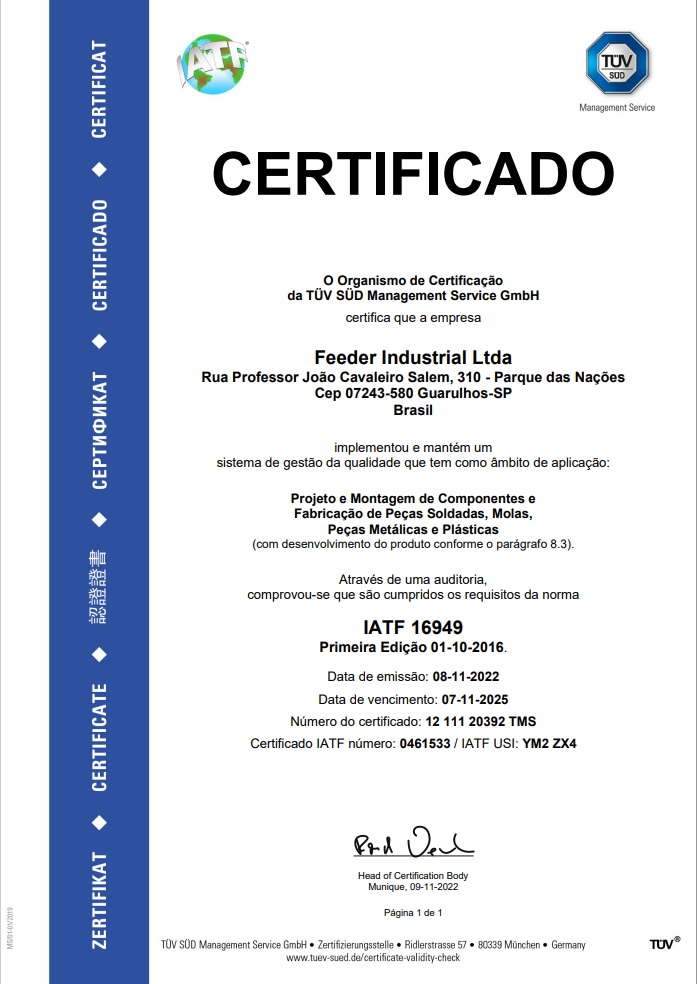 IATF®
TÜV
SÜD
Management Service
CERTIFICADO
O Organismo de Certificação
da TÜV SÜD Management Service GmbH
certifica que a empresa
Feeder Industrial Ltda
Rua Professor João Cavaleiro Salem, 310 - Parque das Nações
Cep 07243-580 Guarulhos-SP
Brasil
implementou e mantém um
sistema de gestão da qualidade que tem como âmbito de aplicação:
Projeto e Montagem de Componentes e
Fabricação de Peças Soldadas, Molas,
Peças Metálicas e Plásticas
(com desenvolvimento do produto conforme o parágrafo 8.3).
Através de uma auditoria,
comprovou-se que são cumpridos os requisitos da norma
IATF 16949
Primeira Edição 01-10-2016.
Data de emissão: 08-11-2022
Data de vencimento: 07-11-2025
Número do certificado: 12 111 20392 TMS
Certificado IATF número: 0461533 / IATF USI: YM2 ZX4
Head of Certification Body
Munique, 09-11-2022
Página 1 de 1
TÜV SÜD Management Service GmbH • Zertifizierungsstelle • Ridlerstrasse 57 • 80339 München • Germany
www.tuev-sued.de/certificate-validity-check
TÜV®
ZERTIFIKAT ◆ CERTIFICATE ◆ 認證證書 ◆ СЕРТИФИКАТ ◆ CERTIFICADO ◆ CERTIFICAT